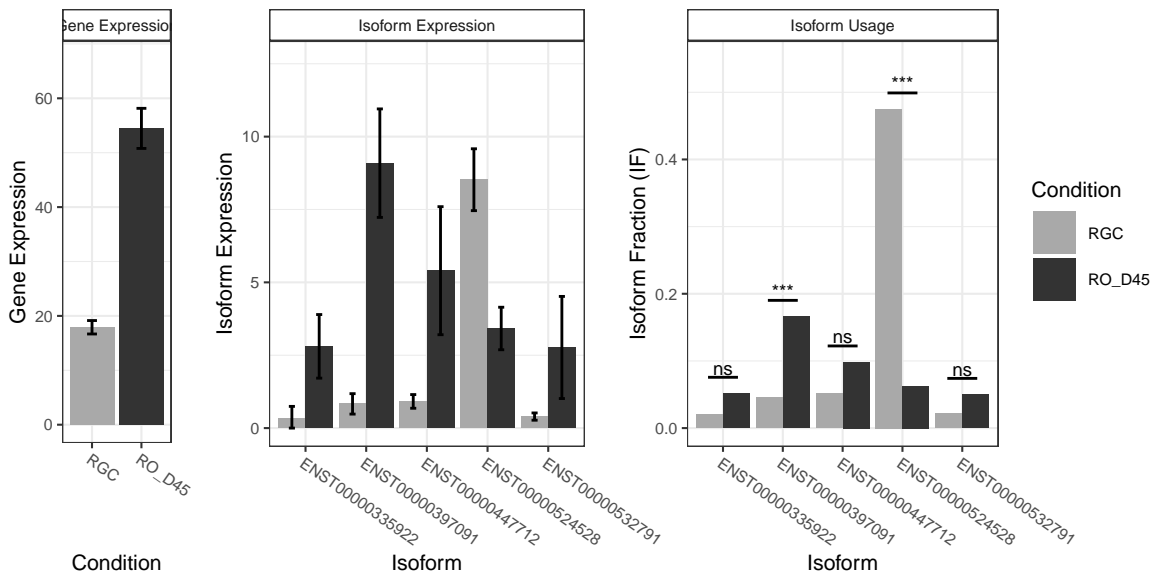 Gene Expression
Gene Expression
60
40
20
0
RGC
RO_D45
Condition
Isoform Expression
Isoform Expression
10
5
0
ENST00000335922
ENST00000397091
ENST00000447712
ENST00000524528
ENST00000532791
Isoform
Isoform Usage
Isoform Fraction (IF)
0.4
0.2
0.0
ns
***
ns
***
ns
ENST00000335922
ENST00000397091
ENST00000447712
ENST00000524528
ENST00000532791
Isoform
Condition
RGC
RO_D45